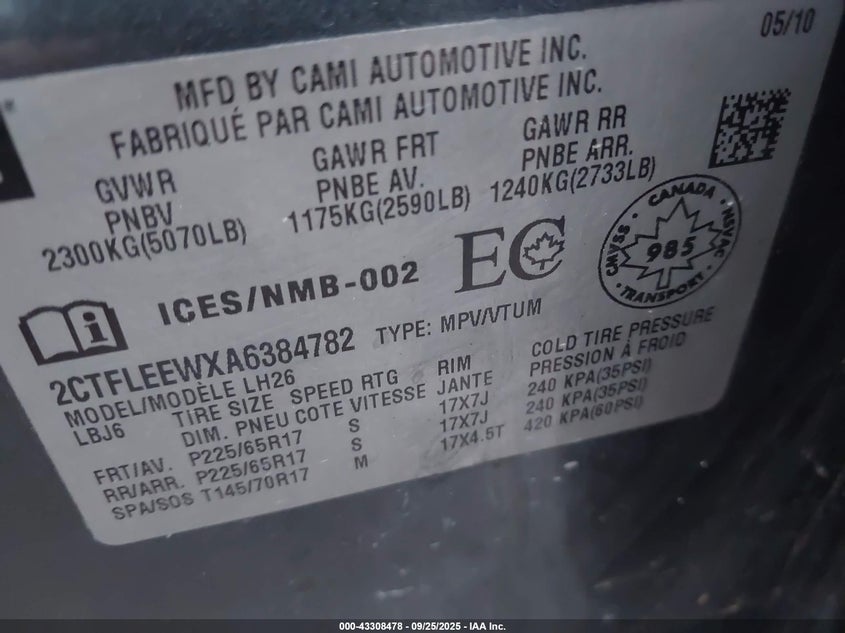 05/10
MFD BY CAMI AUTOMOTIVE INC.
FABRIQUÉ PAR CAMI AUTOMOTIVE INC.
GVWR GAWR FRT GAWR RR
PNBV PNBE AV. PNBE ARR.
2300KG(5070LB) 1175KG(2590LB) 1240KG(2733LB)
ICES/NMB-002 EC CANADA CMVSS 985 NSVAC TRANSPORT
2CTFLEEWXA6384782 TYPE: MPV/VTUM
MODEL/MODÈLE LH26
LBJ6 TIRE SIZE SPEED RTG RIM COLD TIRE PRESSURE
DIM. PNEU COTE VITESSE JANTE PRESSION À FROID
FRT/AV. P225/65R17 S 17X7J 240 KPA(35PSI)
RR/ARR. P225/65R17 S 17X7J 240 KPA(35PSI)
SPA/SOS T145/70R17 M 17X4.5T 420 KPA(60PSI)
000-43308478 - 09/25/2025 - IAA Inc.